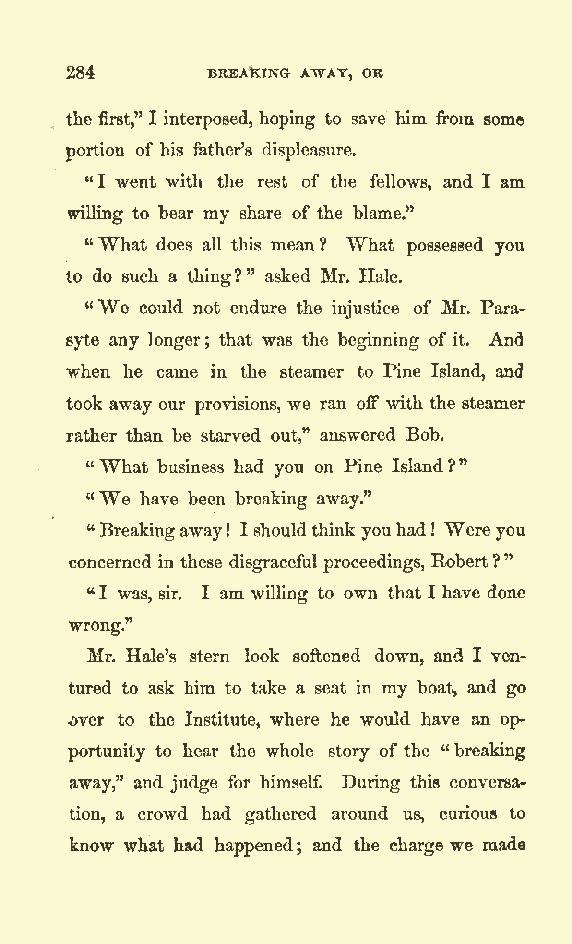 284 BREAKING AWAY, OR
the first,” I interposed, hoping to save him from some
portion of his father’s displeasure.
“I went with the rest of the fellows, and I am
willing to bear my share of the blame.”
“What does all this mean? What possessed you
to do such a thing?” asked Mr. Hale.
“We could not endure the injustice of Mr. Para-
syte any longer; that was the beginning of it. And
when he came in the steamer to Pine Island, and
took away our provisions, we ran off with the steamer
rather than be starved out,” answered Bob.
“What business had you on Pine Island?”
“We have been breaking away.”
“Breaking away! I should think you had! Were you
concerned in these disgraceful proceedings, Robert?”
“I was, sir. I am willing to own that I have done
wrong.”
Mr. Hale’s stern look softened down, and I ven-
tured to ask him to take a seat in my boat, and go
over to the Institute, where he would have an op-
portunity to hear the whole story of the “breaking
away,” and judge for himself. During this conversa-
tion, a crowd had gathered around us, curious to
know what had happened; and the charge we made